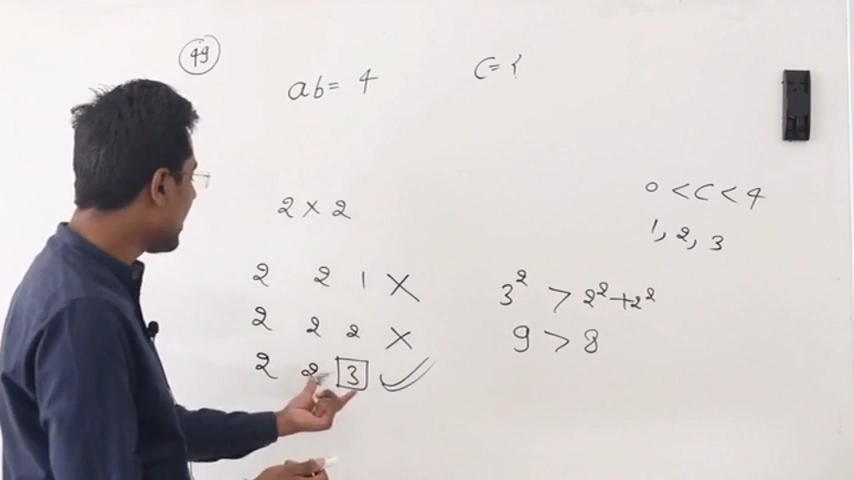 49
ab = 4
C = ?
2 × 2
0 < C < 4
1, 2, 3
2 2 1 ×
2 2 2 ×
2 2 3 ✓
3² > 2² + 2²
9 > 8